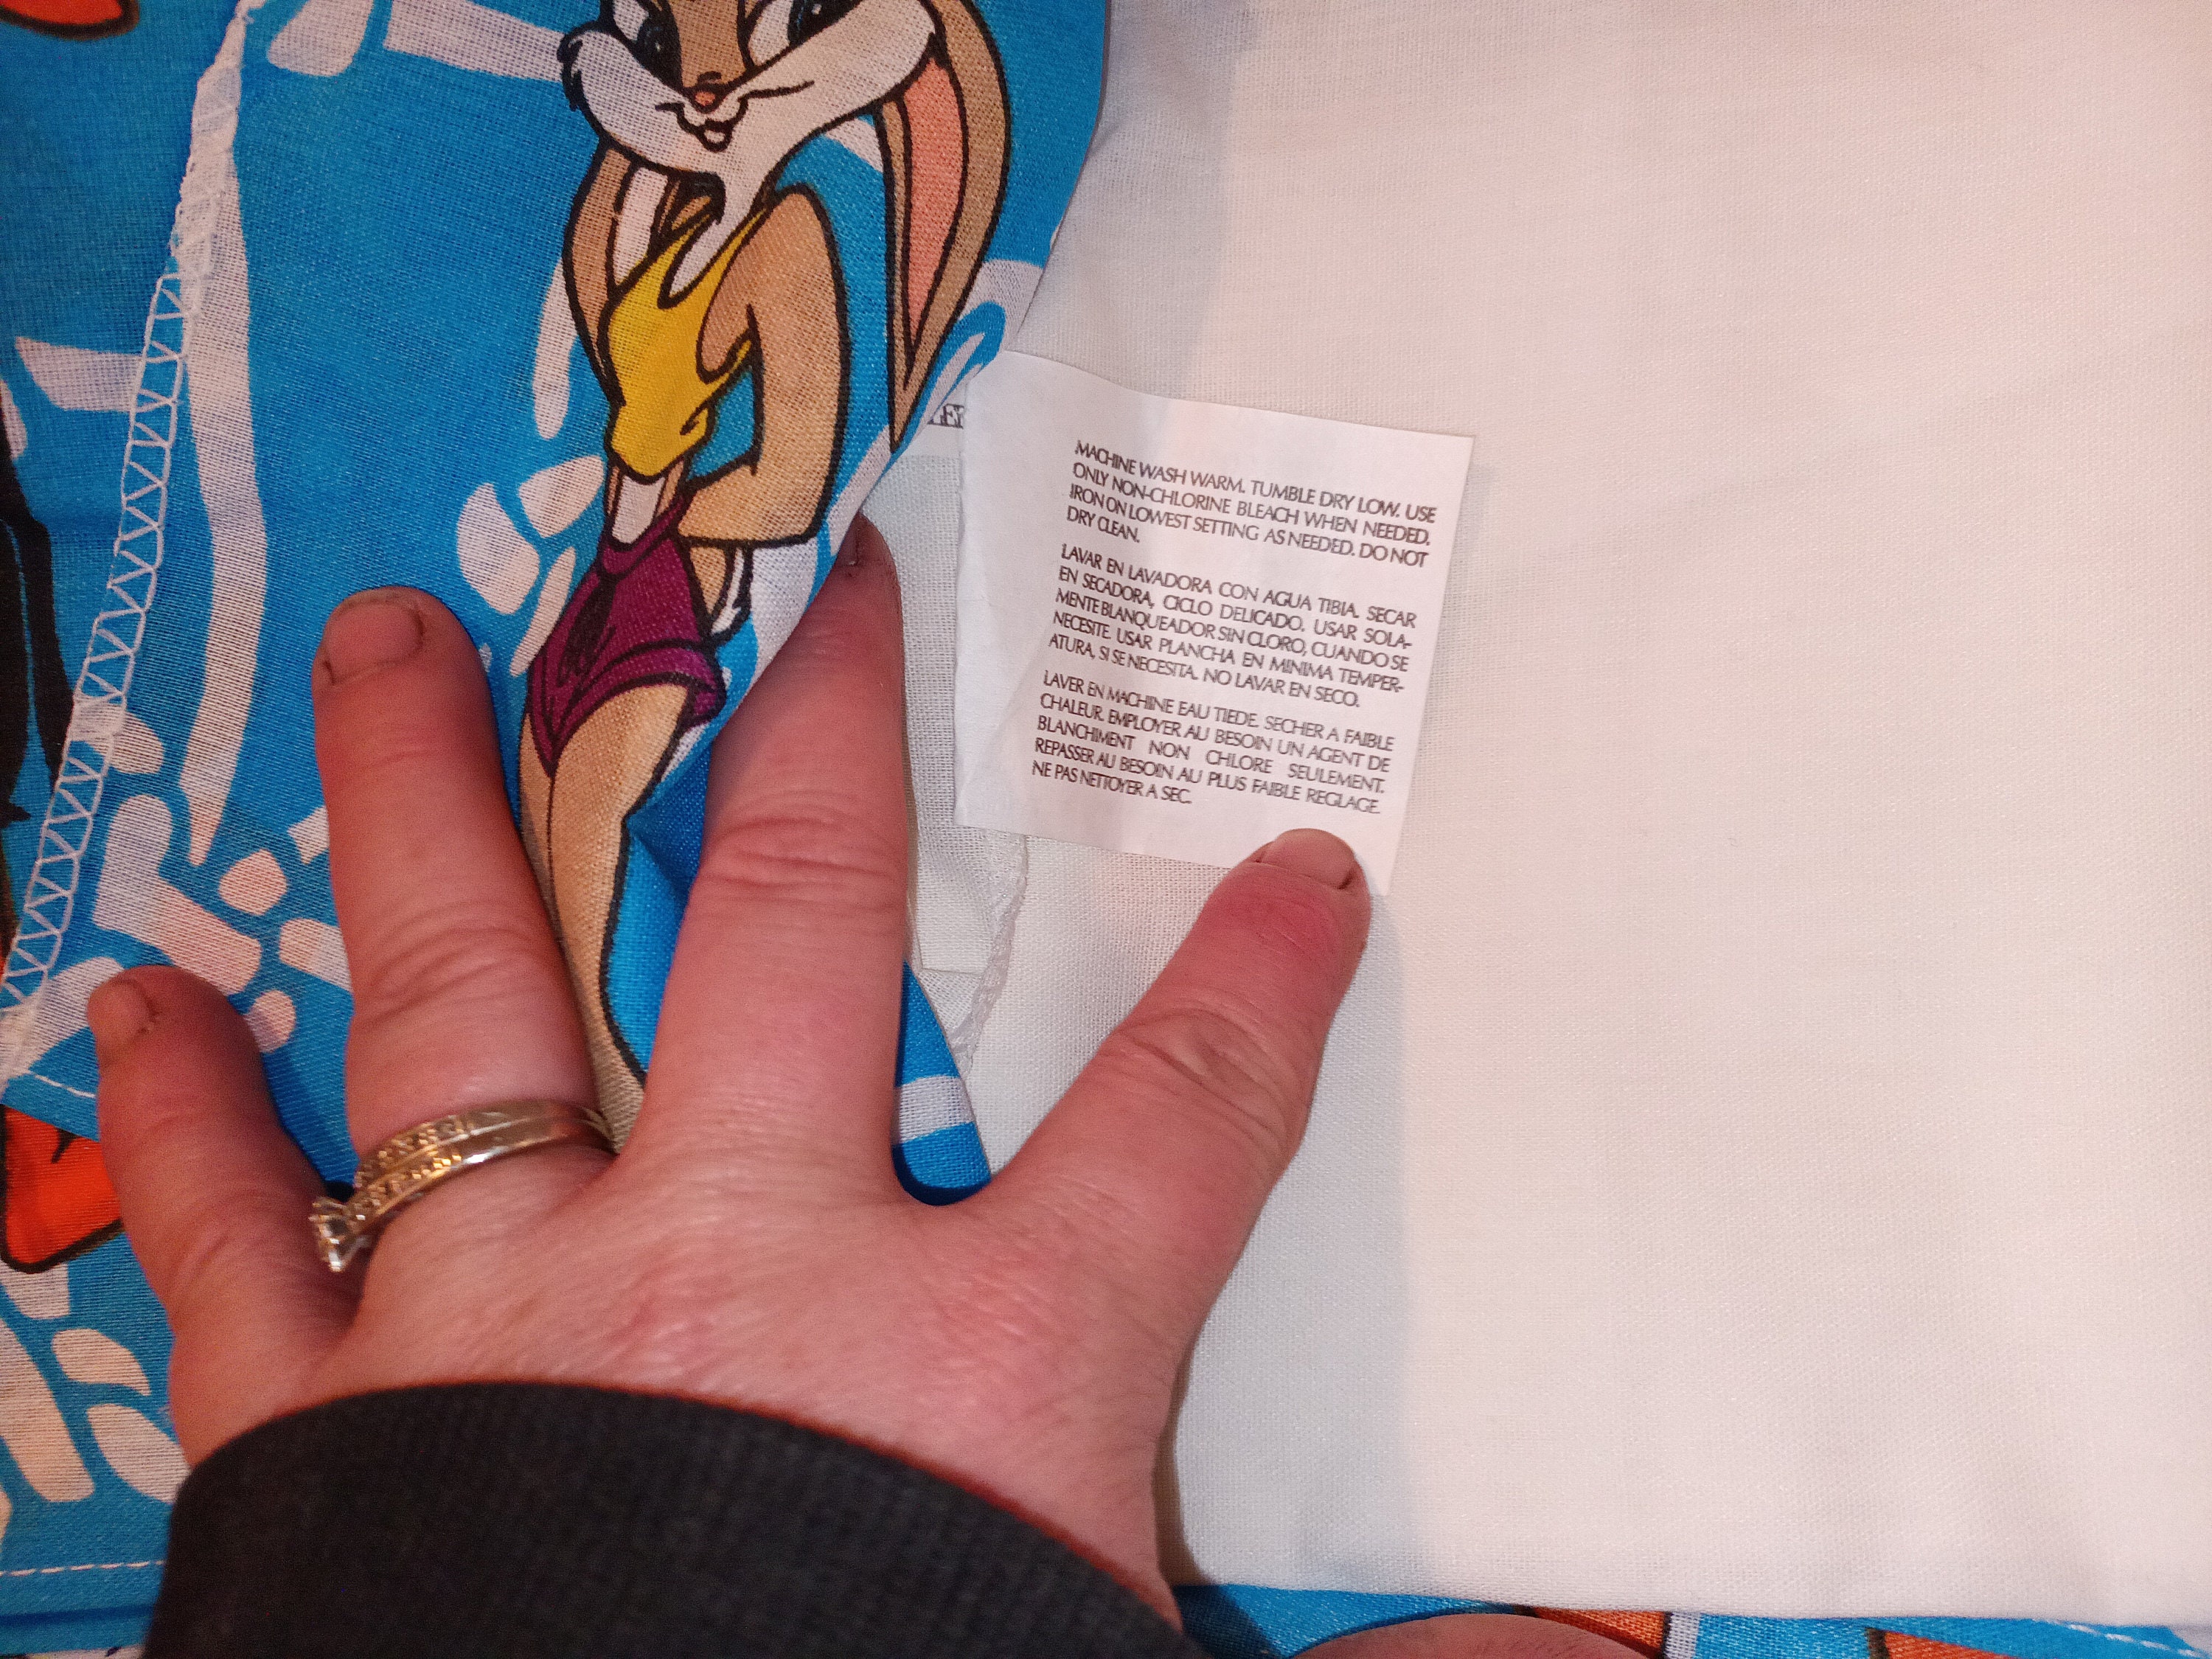 MACHINE WASH WARM. TUMBLE DRY LOW. USE
ONLY NON-CHLORINE BLEACH WHEN NEEDED.
IRON ON LOWEST SETTING AS NEEDED. DO NOT
DRY CLEAN.
LAVAR EN LAVADORA CON AGUA TIBIA. SECAR
EN SECADORA, CICLO DELICADO. USAR SOLA-
MENTE BLANQUEADOR SIN CLORO, CUANDO SE
NECESITE. USAR PLANCHA EN MINIMA TEMPER-
ATURA, SI SE NECESITA. NO LAVAR EN SECO.
LAVER EN MACHINE EAU TIEDE. SECHER A FAIBLE
CHALEUR. EMPLOYER AU BESOIN UN AGENT DE
BLANCHIMENT NON CHLORE SEULEMENT.
REPASSER AU BESOIN AU PLUS FAIBLE REGLAGE.
NE PAS NETTOYER A SEC.